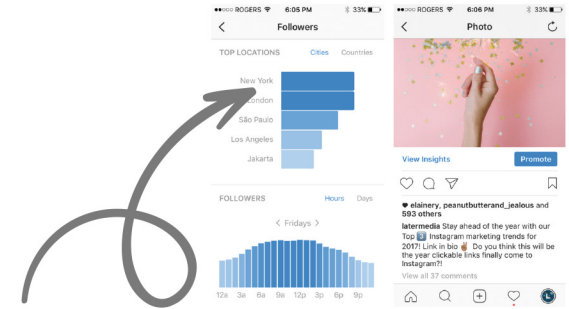 ROGERS 6:05 PM 33%
Followers
TOP LOCATIONS Cities Countries
New York
London
São Paulo
Los Angeles
Jakarta
FOLLOWERS Hours Days
< Fridays >
12a 3a 6a 9a 12p 3p 6p 9p
ROGERS 6:06 PM 33%
Photo
View Insights Promote
elainery, peanutbutterand_jealous and
593 others
latermedia Stay ahead of the year with our
Top 3️⃣ Instagram marketing trends for
2017! Link in bio ✌🏽 Do you think this will be
the year clickable links finally come to
Instagram?!
View all 37 comments